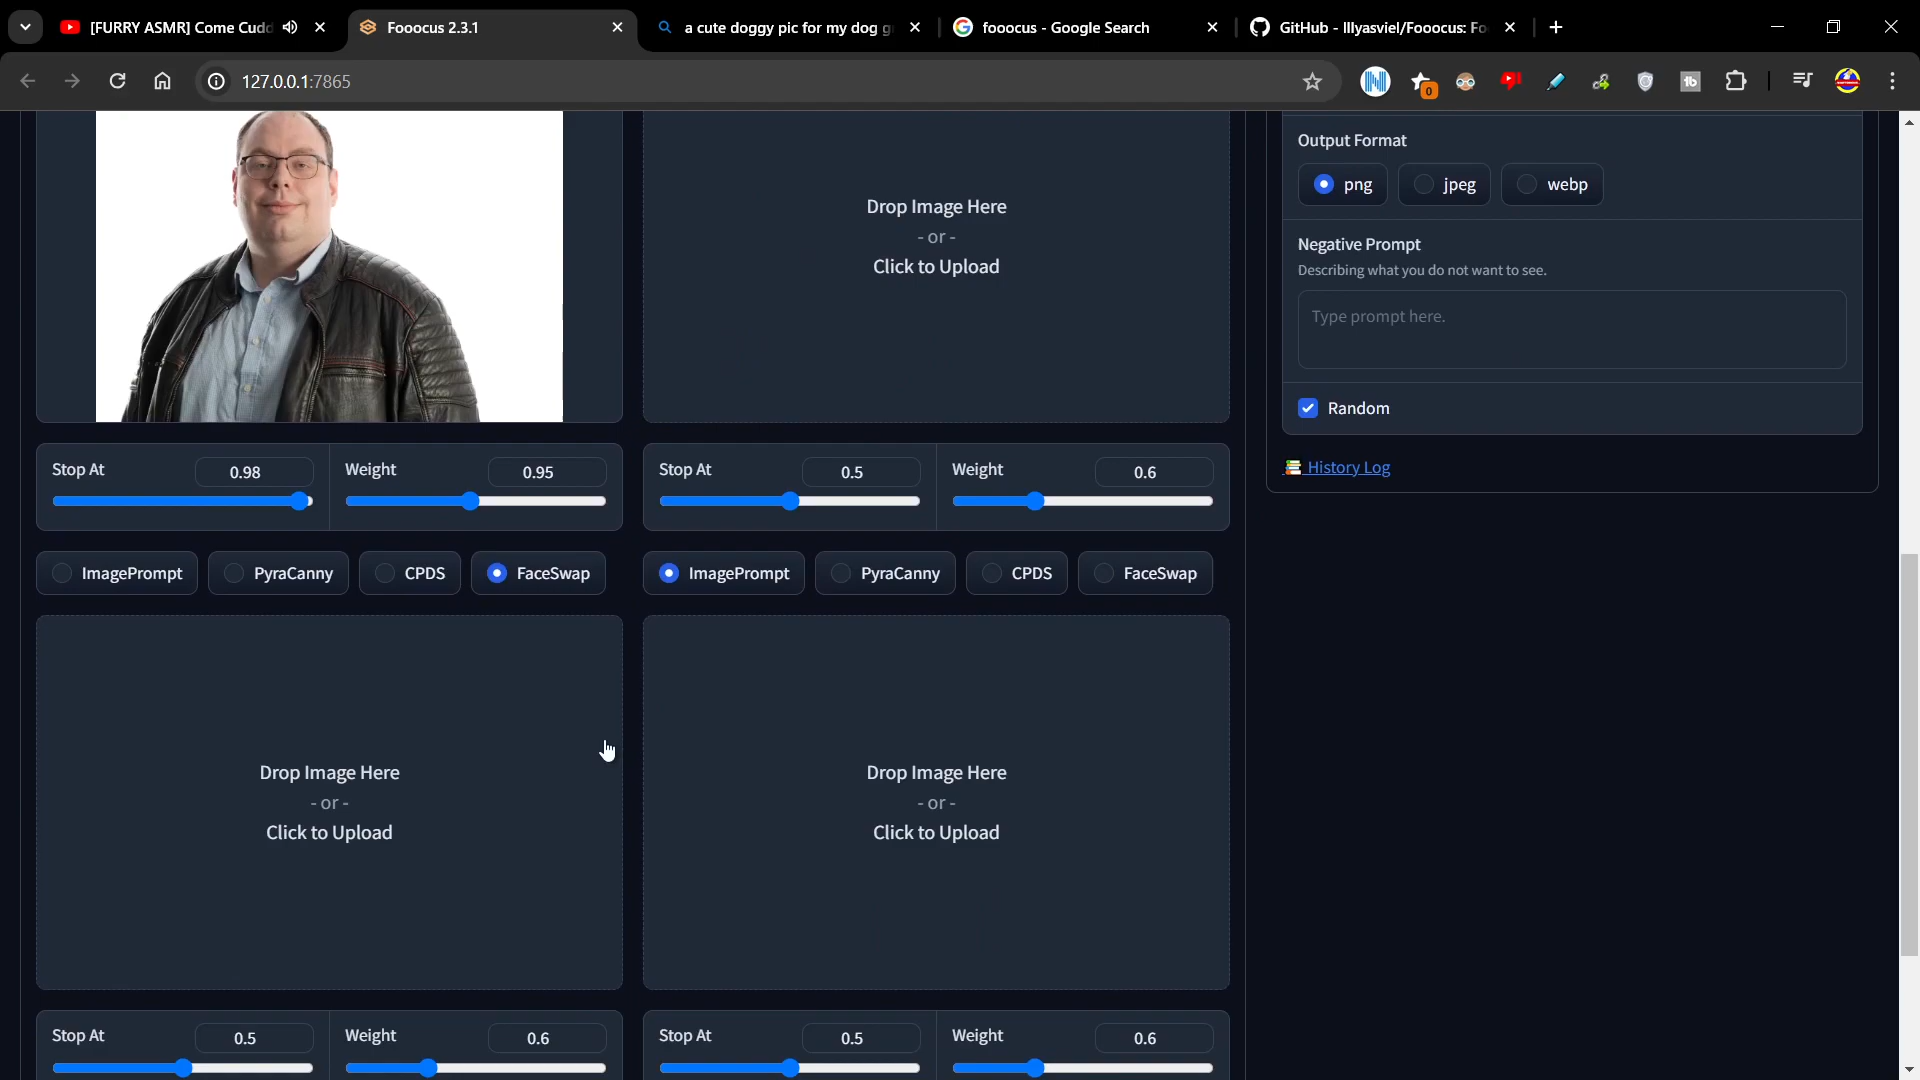 [FURRY ASMR] Come Cudd
Fooocus 2.3.1
a cute doggy pic for my dog g
fooocus - Google Search
GitHub - lllyasviel/Fooocus: Fo
127.0.0.1:7865
0
tb
Drop Image Here
- or -
Click to Upload
Output Format
png
jpeg
webp
Negative Prompt
Describing what you do not want to see.
Type prompt here.
Random
History Log
Stop At 0.98 Weight 0.95
Stop At 0.5 Weight 0.6
ImagePrompt PyraCanny CPDS FaceSwap
ImagePrompt PyraCanny CPDS FaceSwap
Drop Image Here
- or -
Click to Upload
Drop Image Here
- or -
Click to Upload
Stop At 0.5 Weight 0.6
Stop At 0.5 Weight 0.6